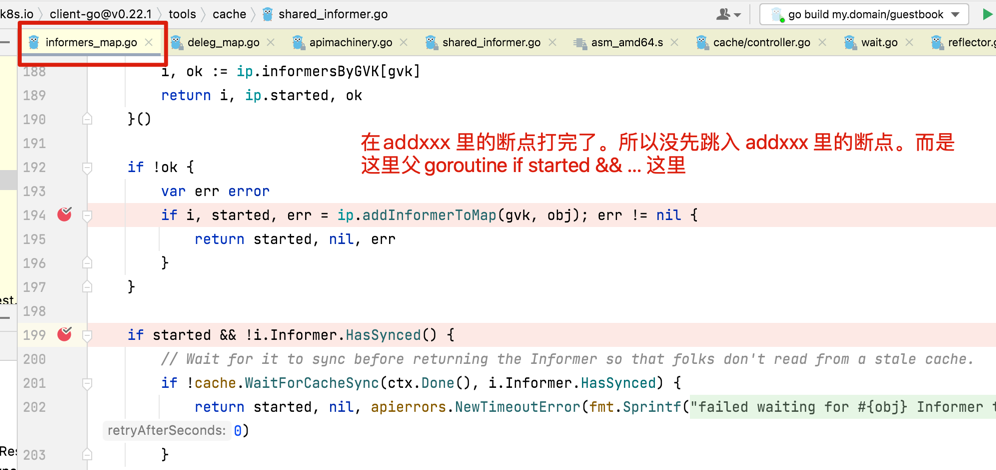 k8s.io › client-go@v0.22.1 › tools › cache › shared_informer.go
go build my.domain/guestbook
informers_map.go × deleg_map.go × apimachinery.go × shared_informer.go × asm_amd64.s × cache/controller.go × wait.go × reflector.g
188 i, ok := ip.informersByGVK[gvk]
189 return i, ip.started, ok
190 }()
191
在addxxx 里的断点打完了。所以没先跳入 addxxx 里的断点。而是
这里父 goroutine if started && ... 这里
192 if !ok {
193 var err error
194 if i, started, err = ip.addInformerToMap(gvk, obj); err != nil {
195 return started, nil, err
196 }
197 }
198
199 if started && !i.Informer.HasSynced() {
200 // Wait for it to sync before returning the Informer so that folks don't read from a stale cache.
est.
201 if !cache.WaitForCacheSync(ctx.Done(), i.Informer.HasSynced) {
202 return started, nil, apierrors.NewTimeoutError(fmt.Sprintf("failed waiting for #{obj} Informer t
retryAfterSeconds: 0)
Res
203 }